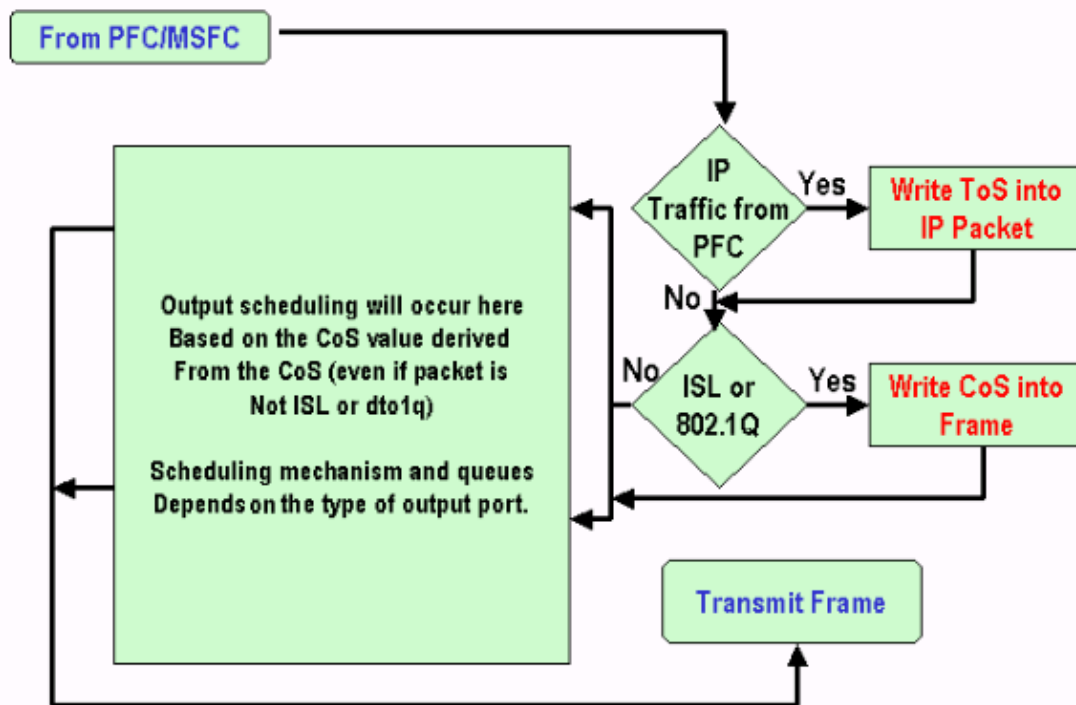 From PFC/MSFC
IP
Traffic from
PFC
Yes
Write ToS into
IP Packet
No
ISL or
802.1Q
Yes
Write CoS into
Frame
No
Output scheduling will occur here
Based on the CoS value derived
From the CoS (even if packet is
Not ISL or dto1q)
Scheduling mechanism and queues
Depends on the type of output port.
Transmit Frame